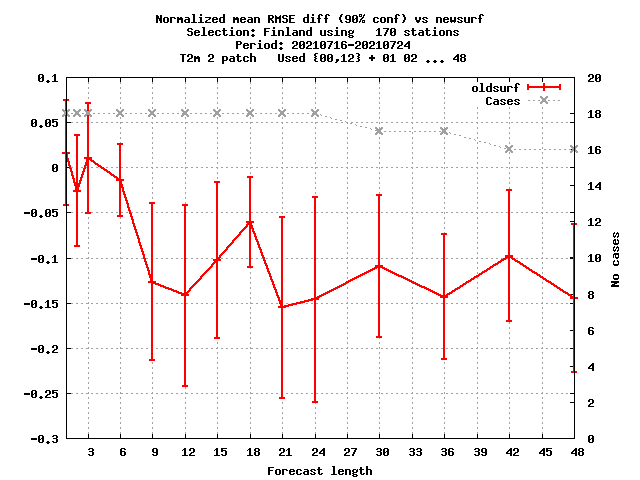 Normalized mean RMSE diff (90% conf) vs newsurf
Selection: Finland using   170 stations
Period: 20210716-20210724
T2m 2 patch   Used {00,12} + 01 02 ... 48
oldsurf
Cases
0.1
0.05
0
-0.05
-0.1
-0.15
-0.2
-0.25
-0.3
20
18
16
14
12
10
8
6
4
2
0
No cases
3 6 9 12 15 18 21 24 27 30 33 36 39 42 45 48
Forecast length